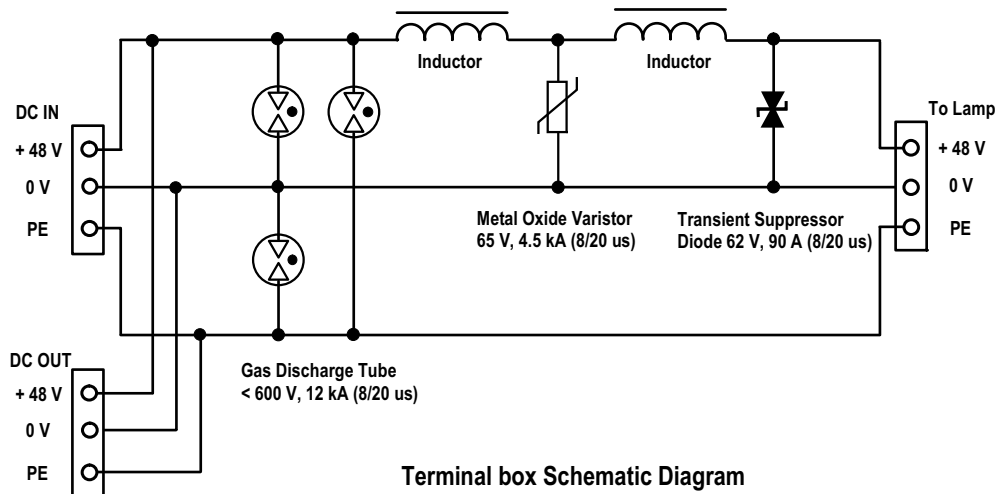 Inductor
Inductor
DC IN
+ 48 V
0 V
PE
To Lamp
+ 48 V
0 V
PE
Metal Oxide Varistor
65 V, 4.5 kA (8/20 us)
Transient Suppressor
Diode 62 V, 90 A (8/20 us)
DC OUT
+ 48 V
0 V
PE
Gas Discharge Tube
< 600 V, 12 kA (8/20 us)
Terminal box Schematic Diagram